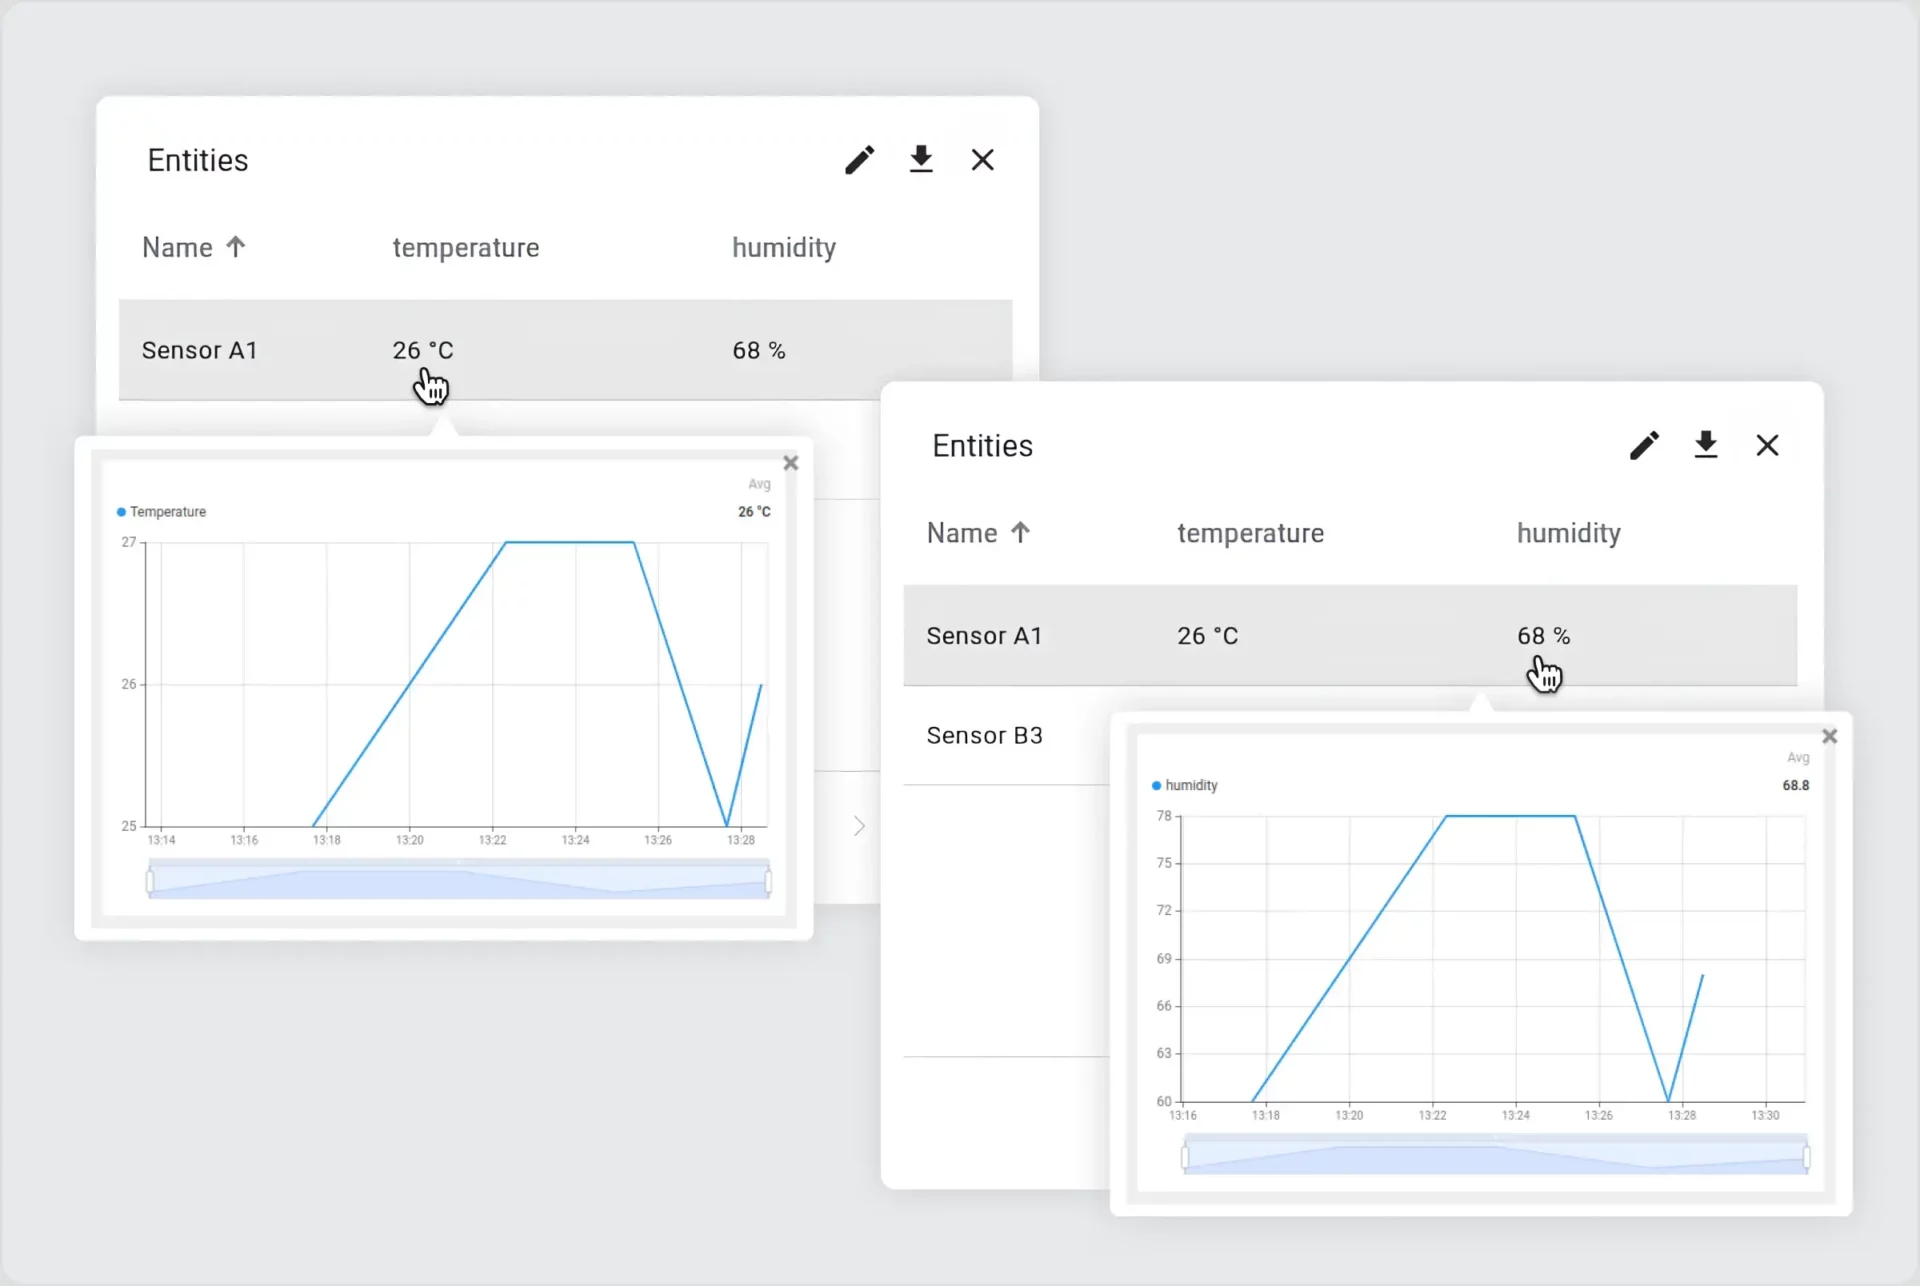 Entities
Name temperature humidity
Sensor A1 26 °C 68 %
Avg
Temperature 26 °C
27
26
25
13:14 13:16 13:18 13:20 13:22 13:24 13:26 13:28
Entities
Name temperature humidity
Sensor A1 26 °C 68 %
Sensor B3
Avg
humidity 68.8
78
75
72
69
66
63
60
13:16 13:18 13:20 13:22 13:24 13:26 13:28 13:30